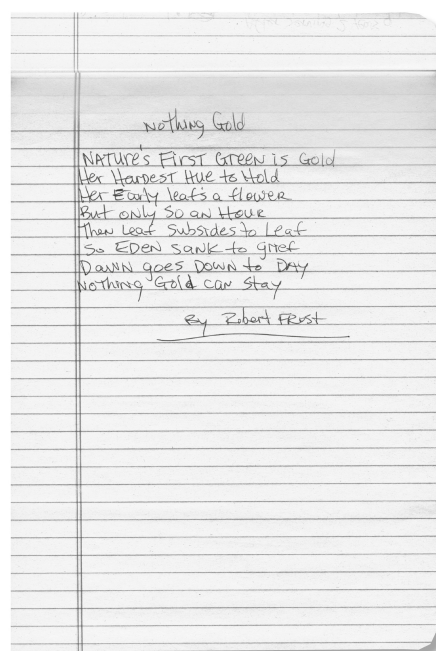 Nothing Gold
Nature's First Green is Gold
Her Hardest Hue to Hold
Her Early leafs a flower
But only So an Hour
Then Leaf Subsides to Leaf
So EDEN Sank to grief
Dawn goes Down to Day
Nothing Gold can Stay
By Robert Frost